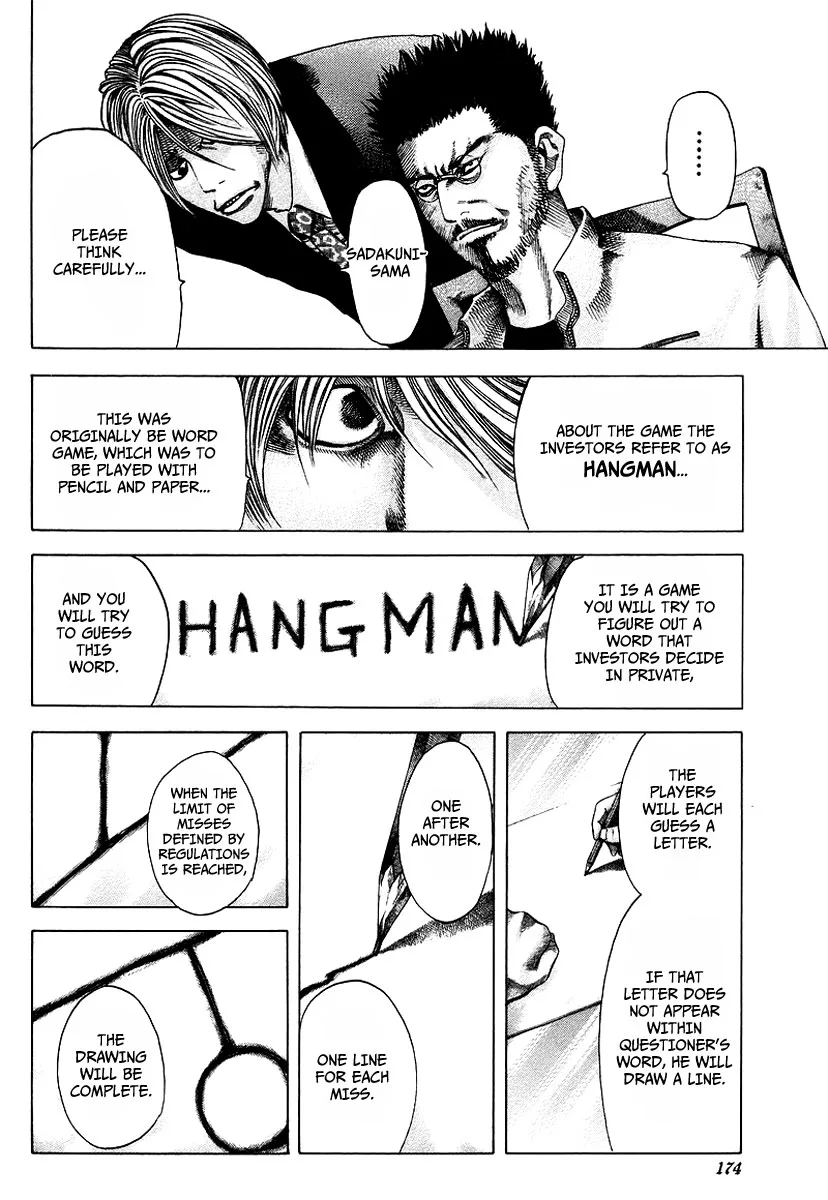 ......
SADAKUNI-
SAMA
PLEASE
THINK
CAREFULLY...
ABOUT THE GAME THE
INVESTORS REFER TO AS
HANGMAN...
THIS WAS
ORIGINALLY BE WORD
GAME, WHICH WAS TO
BE PLAYED WITH
PENCIL AND PAPER...
IT IS A GAME
YOU WILL TRY TO
FIGURE OUT A
WORD THAT
INVESTORS DECIDE
IN PRIVATE,
HANGMAN
AND YOU
WILL TRY
TO GUESS
THIS
WORD.
THE
PLAYERS
WILL EACH
GUESS A
LETTER.
IF THAT
LETTER DOES
NOT APPEAR
WITHIN
QUESTIONER'S
WORD, HE WILL
DRAW A LINE.
ONE
AFTER
ANOTHER.
ONE LINE
FOR EACH
MISS.
WHEN THE
LIMIT OF
MISSES
DEFINED BY
REGULATIONS
IS REACHED,
THE
DRAWING
WILL BE
COMPLETE.
174